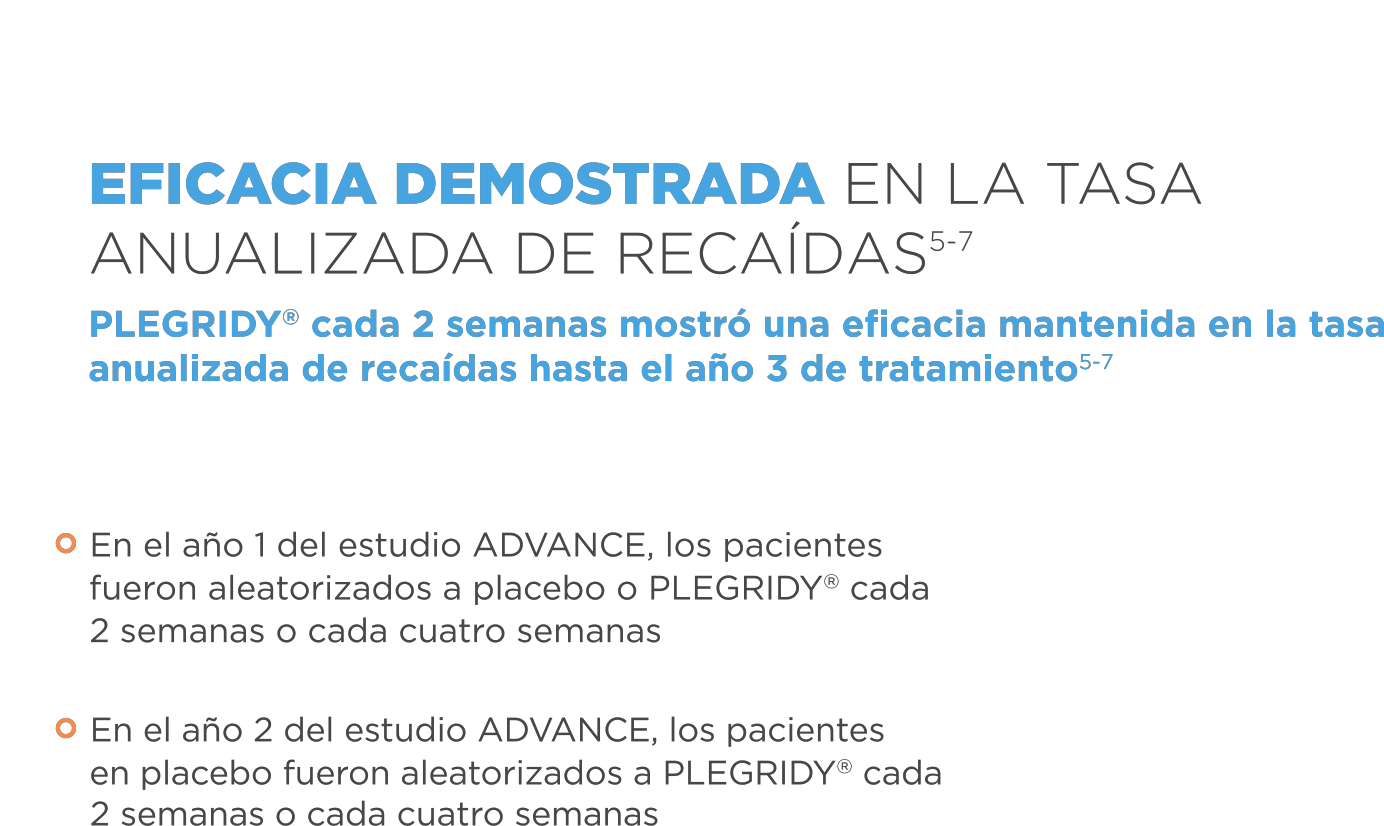 EFICACIA DEMOSTRADA EN LA TASA
ANUALIZADA DE RECAÍDAS5-7
PLEGRIDY® cada 2 semanas mostró una eficacia mantenida en la tasa
anualizada de recaídas hasta el año 3 de tratamiento5-7
En el año 1 del estudio ADVANCE, los pacientes
fueron aleatorizados a placebo o PLEGRIDY® cada
2 semanas o cada cuatro semanas
En el año 2 del estudio ADVANCE, los pacientes
en placebo fueron aleatorizados a PLEGRIDY® cada
2 semanas o cada cuatro semanas